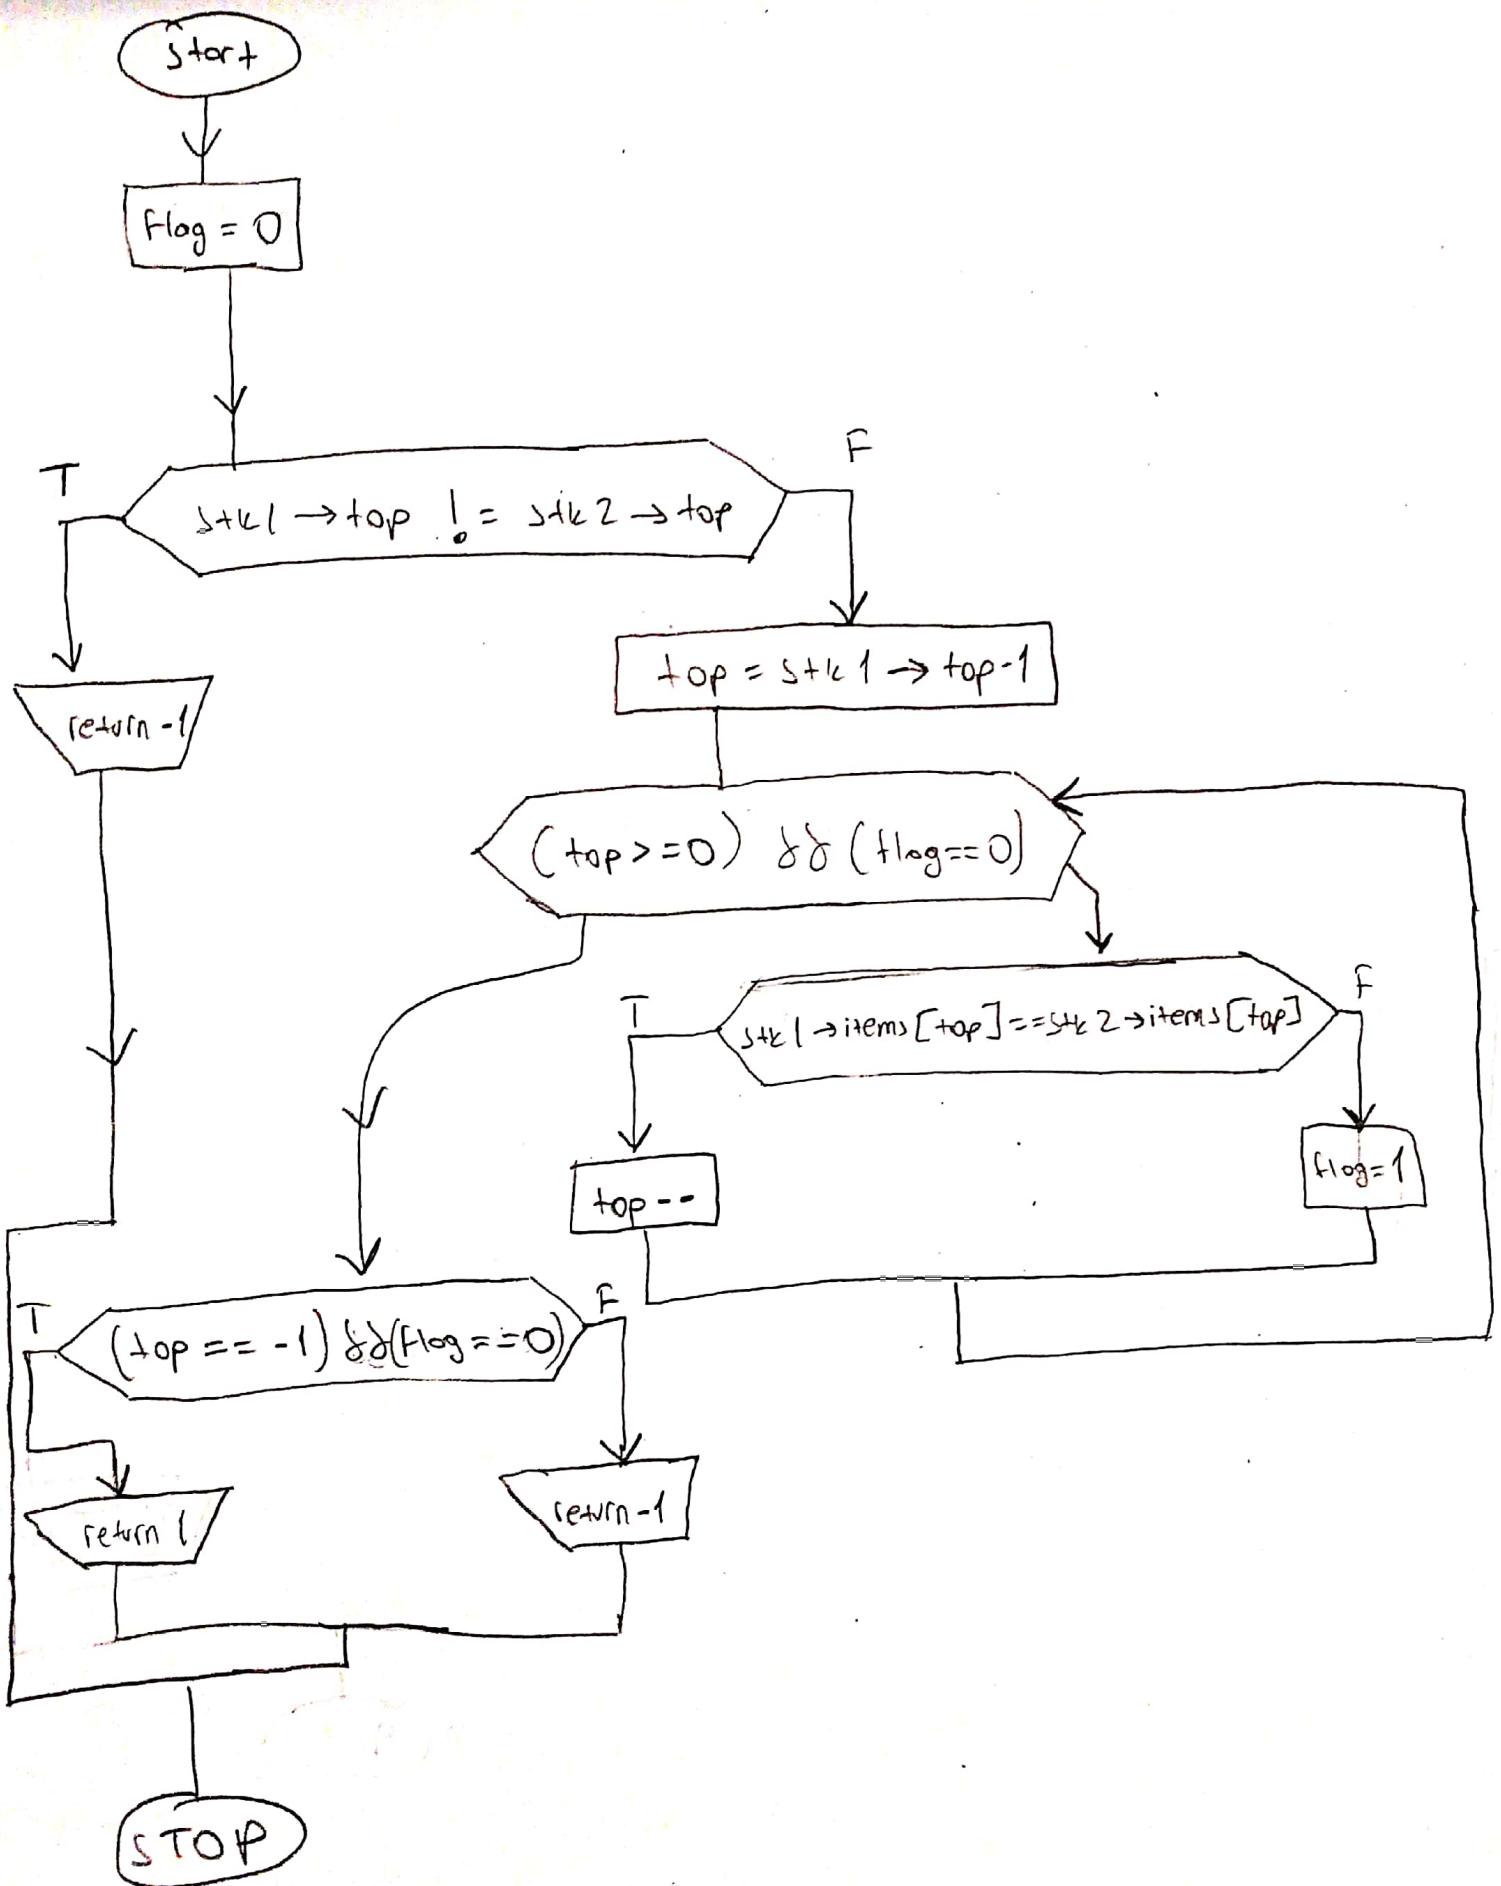 Start
Flag = 0
T
F
stk1 → top != stk2 → top
return -1
top = stk1 → top-1
(top >= 0) && (flag == 0)
T
F
stk1 → items [top] == stk2 → items [top]
top --
flag = 1
T
F
(top == -1) && (flag == 0)
return 1
return -1
STOP